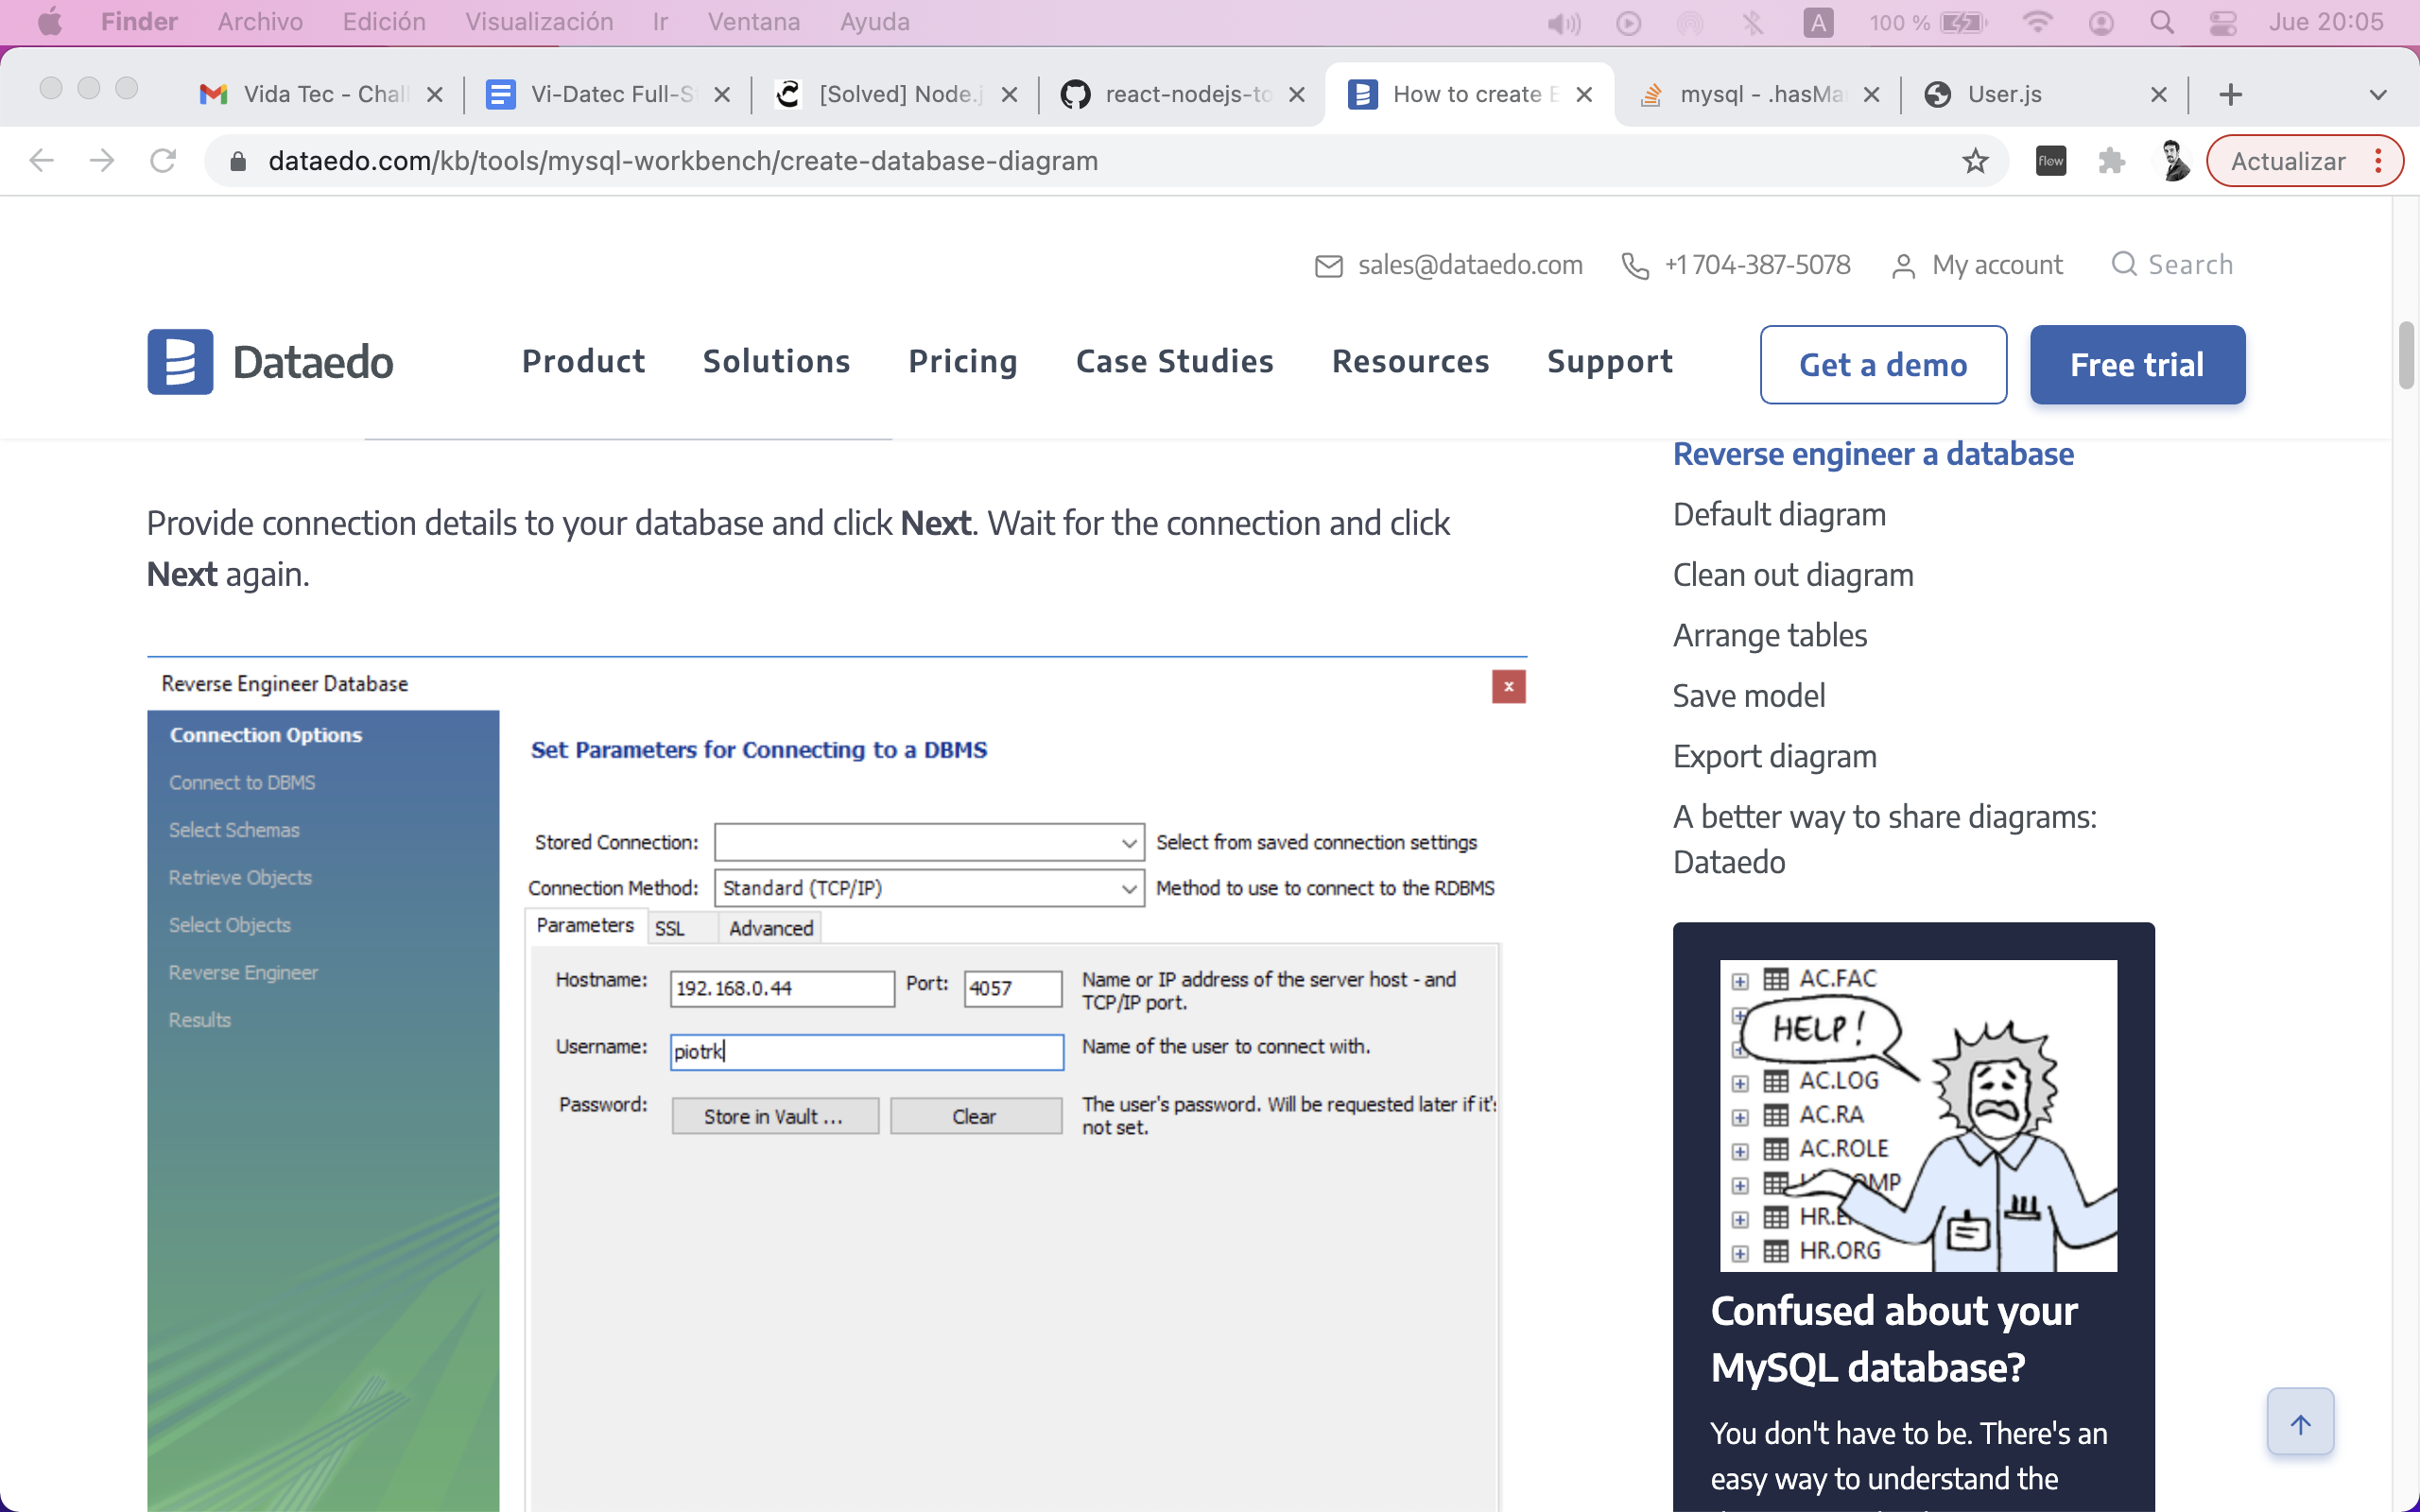 Finder Archivo Edición Visualización Ir Ventana Ayuda A 100 % Jue 20:05
Vida Tec - Chall Vi-Datec Full-S [Solved] Node.j react-nodejs-to How to create E mysql - .hasMa User.js
dataedo.com/kb/tools/mysql-workbench/create-database-diagram flow Actualizar
sales@dataedo.com +1 704-387-5078 My account Search
Dataedo Product Solutions Pricing Case Studies Resources Support Get a demo Free trial
Provide connection details to your database and click Next. Wait for the connection and click
Next again.
Reverse Engineer Database x
Connection Options
Connect to DBMS
Select Schemas
Retrieve Objects
Select Objects
Reverse Engineer
Results
Set Parameters for Connecting to a DBMS
Stored Connection: Select from saved connection settings
Connection Method: Standard (TCP/IP) Method to use to connect to the RDBMS
Parameters SSL Advanced
Hostname: 192.168.0.44 Port: 4057 Name or IP address of the server host - and
TCP/IP port.
Username: piotrk Name of the user to connect with.
Password: Store in Vault ... Clear The user's password. Will be requested later if it's
not set.
Reverse engineer a database
Default diagram
Clean out diagram
Arrange tables
Save model
Export diagram
A better way to share diagrams:
Dataedo
AC.FAC
HELP!
AC.LOG
AC.RA
AC.ROLE
HR.ORG
Confused about your
MySQL database?
You don't have to be. There's an
easy way to understand the